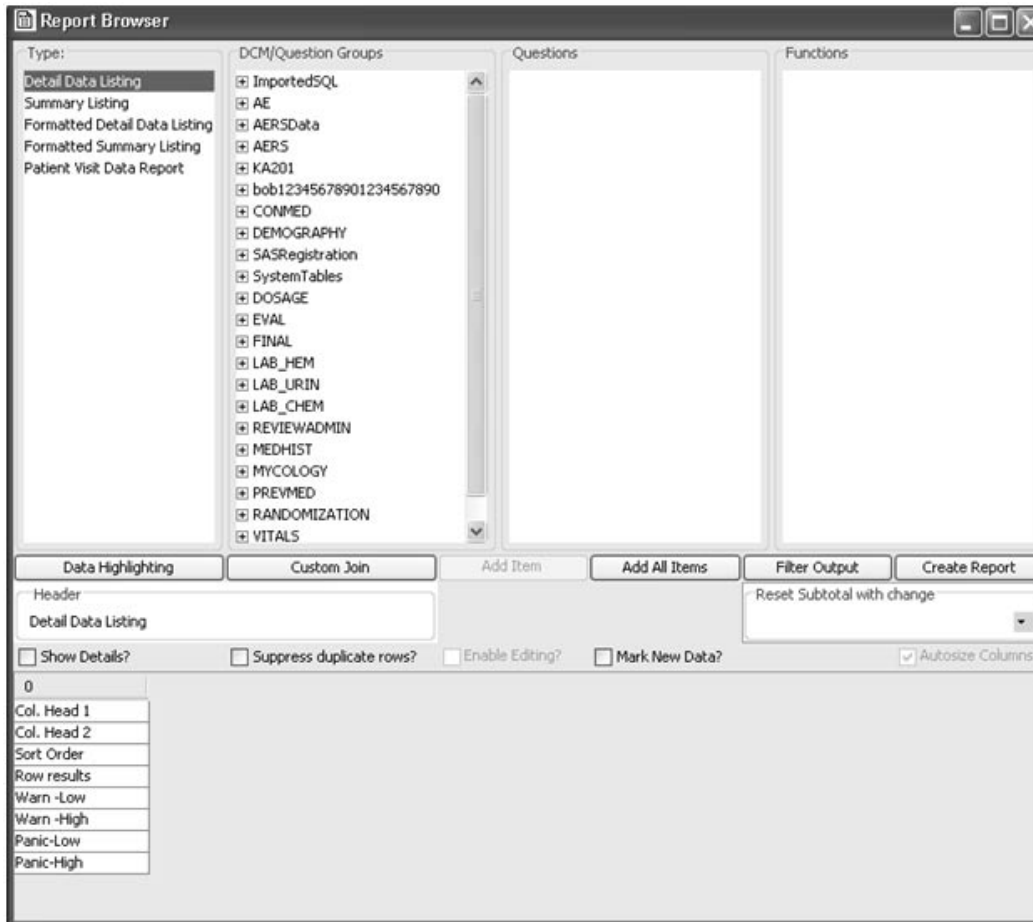 Report Browser
Type:
Detail Data Listing
Summary Listing
Formatted Detail Data Listing
Formatted Summary Listing
Patient Visit Data Report
DCM/Question Groups
ImportedSQL
AE
AERSData
AERS
KA201
bob12345678901234567890
CONMED
DEMOGRAPHY
SASRegistration
SystemTables
DOSAGE
EVAL
FINAL
LAB_HEM
LAB_URIN
LAB_CHEM
REVIEWADMIN
MEDHIST
MYCOLOGY
PREVMED
RANDOMIZATION
VITALS
Questions
Functions
Data Highlighting
Custom Join
Add Item
Add All Items
Filter Output
Create Report
Header
Detail Data Listing
Reset Subtotal with change
Show Details?
Suppress duplicate rows?
Enable Editing?
Mark New Data?
Autosize Columns
0
Col. Head 1
Col. Head 2
Sort Order
Row results
Warn -Low
Warn -High
Panic-Low
Panic-High